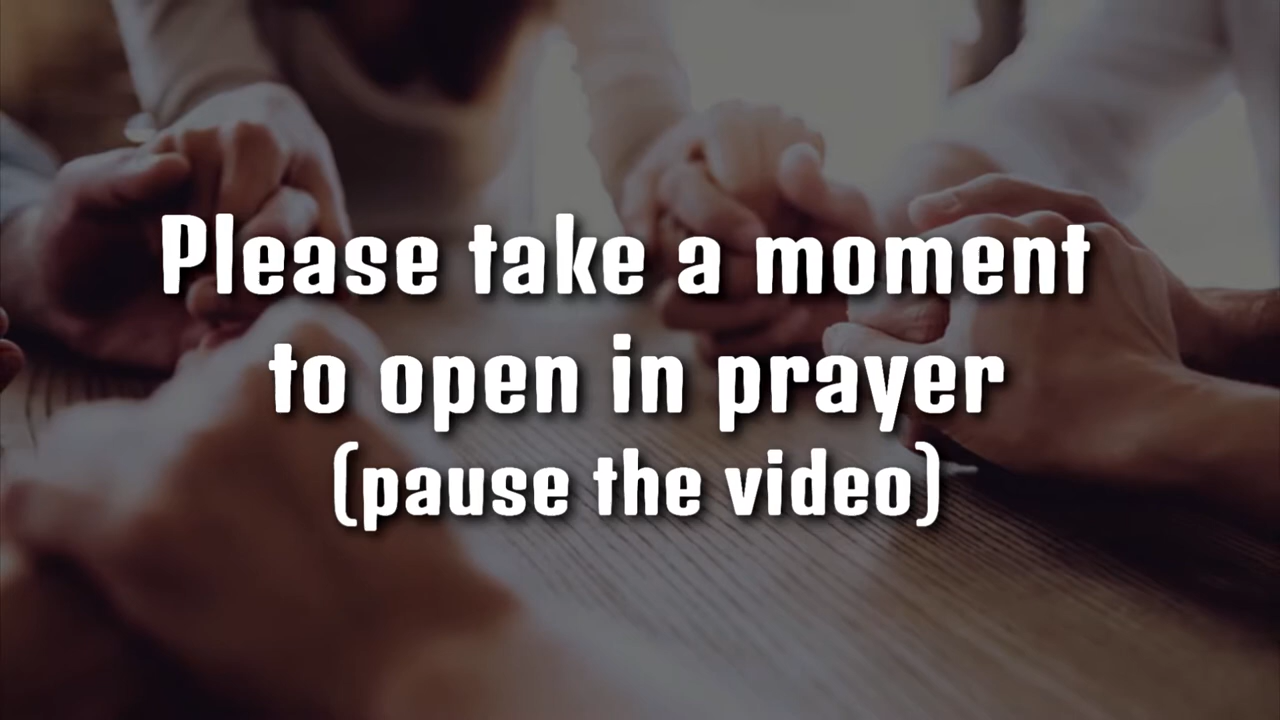 Please take a moment
to open in prayer
(pause the video)